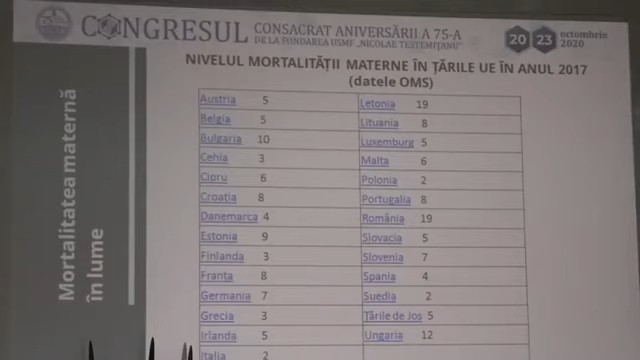 CONGRESUL CONSACRAT ANIVERSĂRII A 75-A
DE LA FONDAREA USMF „NICOLAE TESTEMIȚANU”
20 23 octombrie
2020
NIVELUL MORTALITĂȚII MATERNE ÎN ȚĂRILE UE ÎN ANUL 2017
(datele OMS)
Mortalitatea maternă
în lume
Austria 5 Letonia 19
Belgia 5 Lituania 8
Bulgaria 10 Luxemburg 5
Cehia 3 Malta 6
Cipru 6 Polonia 2
Croația 8 Portugalia 8
Danemarca 4 România 19
Estonia 9 Slovacia 5
Finlanda 3 Slovenia 7
Franta 8 Spania 4
Germania 7 Suedia 2
Grecia 3 Țările de Jos 5
Irlanda 5 Ungaria 12
Italia 2